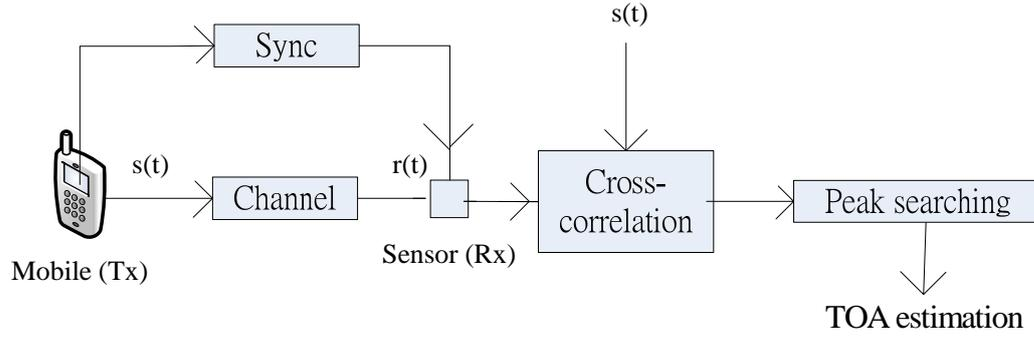 s(t)
Sync
s(t)
r(t)
Channel
Cross-
correlation
Peak searching
Sensor (Rx)
Mobile (Tx)
TOA estimation